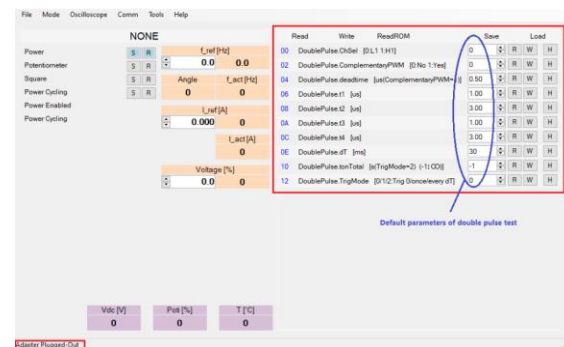 File Mode Oscilloscope Comm Tools Help
NONE
Power S R
Potentiometer S R
Square S R
Power Cycling S R
Power Enabled
Power Cycling
f_ref [Hz]
0.0 0.0
Angle f_act [Hz]
0 0
I_ref [A]
0.000 0
I_act [A]
0
Voltage [%]
0.0 0
Read Write ReadROM Save Load
00 DoublePulse.ChSel [0:L1 1:H1] 0 R W H
02 DoublePulse.ComplementaryPWM [0:No 1:Yes] 0 R W H
04 DoublePulse.deadtime [us(ComplementaryPWM=1)] 0.50 R W H
06 DoublePulse.t1 [us] 1.00 R W H
08 DoublePulse.t2 [us] 3.00 R W H
0A DoublePulse.t3 [us] 1.00 R W H
0C DoublePulse.t4 [us] 3.00 R W H
0E DoublePulse.dT [ms] 30 R W H
10 DoublePulse.tonTotal [s(TrigMode=2) (-1:∞)] -1 R W H
12 DoublePulse.TrigMode [0/1/2:Trig 0/once/every dT] 0 R W H
Default parameters of double pulse test
Vdc [V] Poti [%] T [°C]
0 0 0
Adapter Plugged-Out